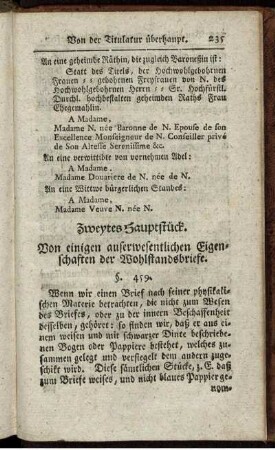 Von der Titulatur überhaupt. 235
An eine geheimde Räthin, die zugleich Baronessin ist:
Statt des Titels, der Hochwohlgebohrnen
Frauen :,: gebohrnen Freyfrauen von N. des
Hochwohlgebohrnen Herrn :,: Sr. Hochfürstl.
Durchl. hochbestalten geheimden Raths Frau
Ehegemahlin.
A Madame,
Madame N. née Baronne de N. Epouse de son
Excellence Monseigneur de N. Conseiller privé
de Son Altesse Serenissime &c.
An eine verwittibte von vornehmen Adel:
A Madame,
Madame Douariere de N. née de N.
An eine Wittwe bürgerlichen Standes:
A Madame,
Madame Veuve N. née N.
Zweytes Hauptstück.
Von einigen auserwesentlichen Eigen-
schaften der Wohlstandsbriefe.
§. 459.
Wenn wir einen Brief nach seiner physikali-
schen Materie betrachten, die nicht zum Wesen
des Briefes, oder zu der innern Beschaffenheit
desselben, gehöret: so finden wir, daß er aus ei-
nem weisen und mit schwarzer Dinte beschriebe-
nen Bogen oder Pappiere bestehet, welches zu-
sammen gelegt und versiegelt dem andern zuge-
schikt wird. Diese sämtlichen Stücke, z. E. daß
zum Briefe weises, und nicht blaues Pappier ge-
nom-